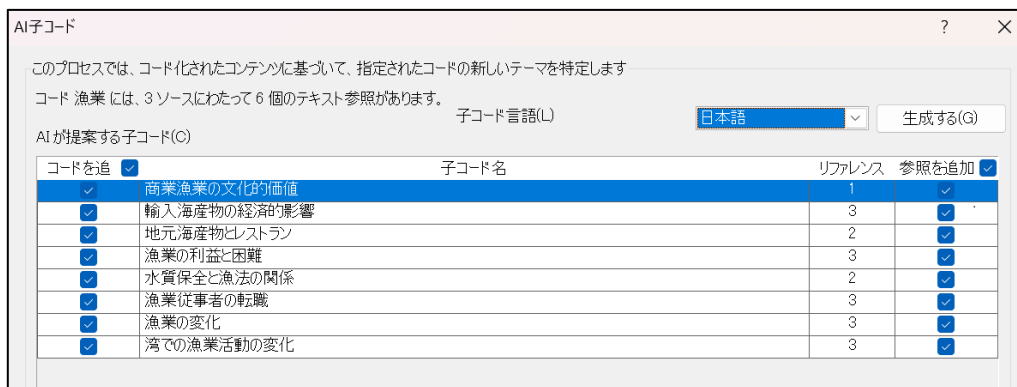 AI子コード ? ×
このプロセスでは、コード化されたコンテンツに基づいて、指定されたコードの新しいテーマを特定します
コード 漁業 には、3 ソースにわたって 6 個のテキスト参照があります。
子コード言語(L) 日本語 生成する(G)
AI が提案する子コード(C)
コードを追 子コード名 リファレンス 参照を追加
商業漁業の文化的価値 1
輸入海産物の経済的影響 3
地元海産物とレストラン 2
漁業の利益と困難 3
水質保全と漁法の関係 2
漁業従事者の転職 3
漁業の変化 3
湾での漁業活動の変化 3